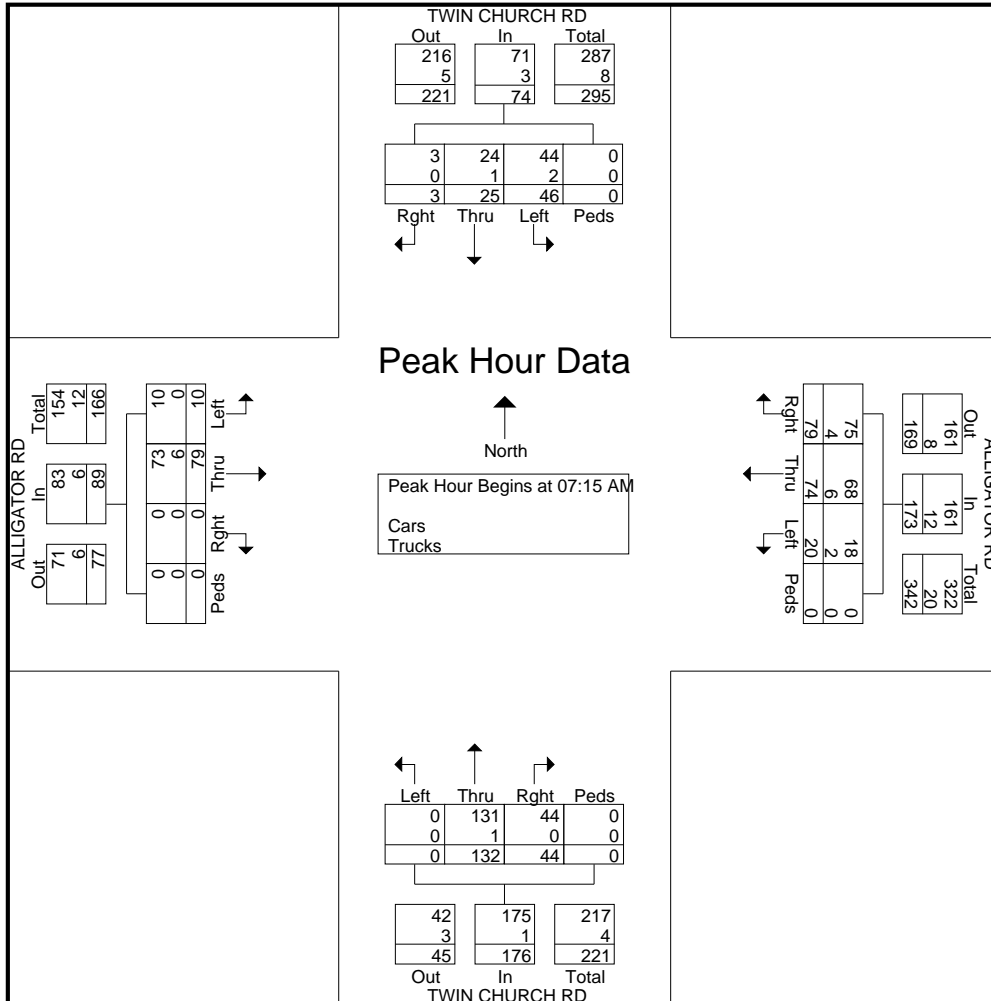 TWIN CHURCH RD
Out In Total
216 71 287
5 3 8
221 74 295
3 24 44 0
0 1 2 0
3 25 46 0
Rght Thru Left Peds
Peak Hour Data
North
Peak Hour Begins at 07:15 AM
Cars
Trucks
ALLIGATOR RD
Out In Total
71 83 154
6 6 12
77 89 166
10 73 0 0
0 6 0 0
10 79 0 0
Left Thru Rght Peds
ALLIGATOR RD
Out In Total
161 161 322
8 12 20
169 173 342
75 68 18 0
4 6 2 0
79 74 20 0
Rght Thru Left Peds
Left Thru Rght Peds
0 131 44 0
0 1 0 0
0 132 44 0
42 175 217
3 1 4
45 176 221
Out In Total
TWIN CHURCH RD